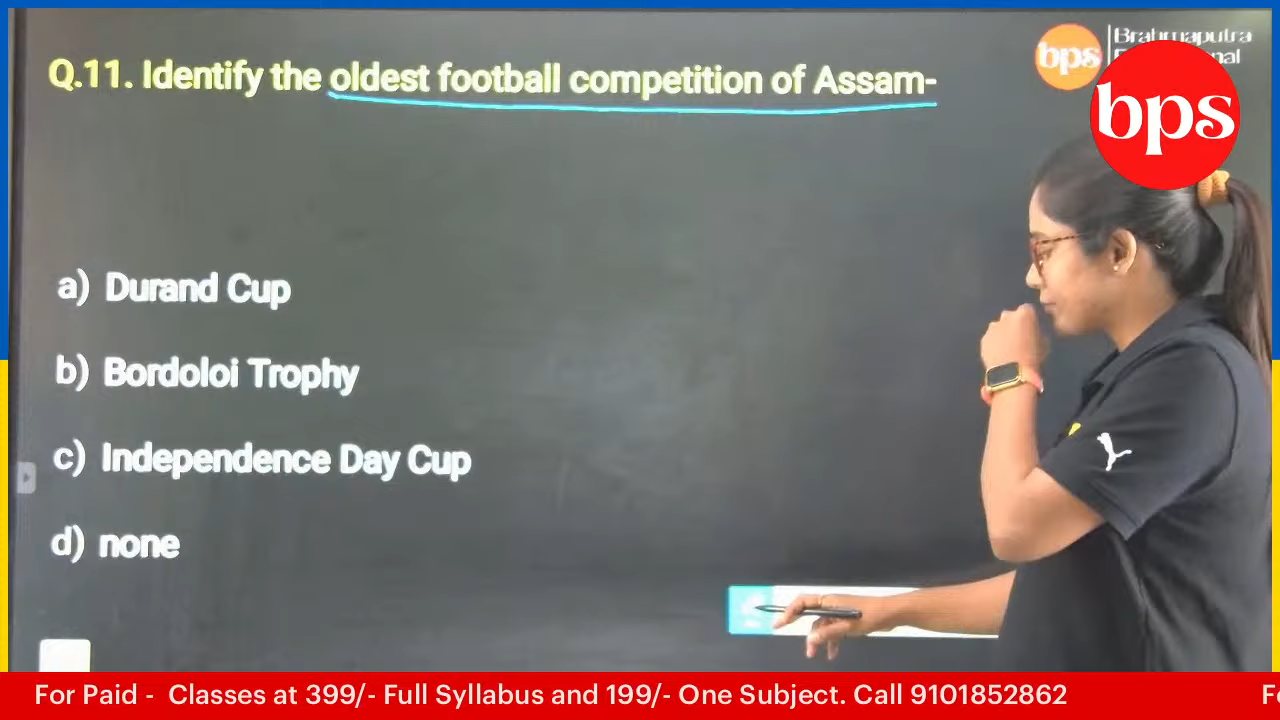 Q.11. Identify the oldest football competition of Assam-
bps
Brahmaputra
bps
a) Durand Cup
b) Bordoloi Trophy
c) Independence Day Cup
d) none
For Paid - Classes at 399/- Full Syllabus and 199/- One Subject. Call 9101852862